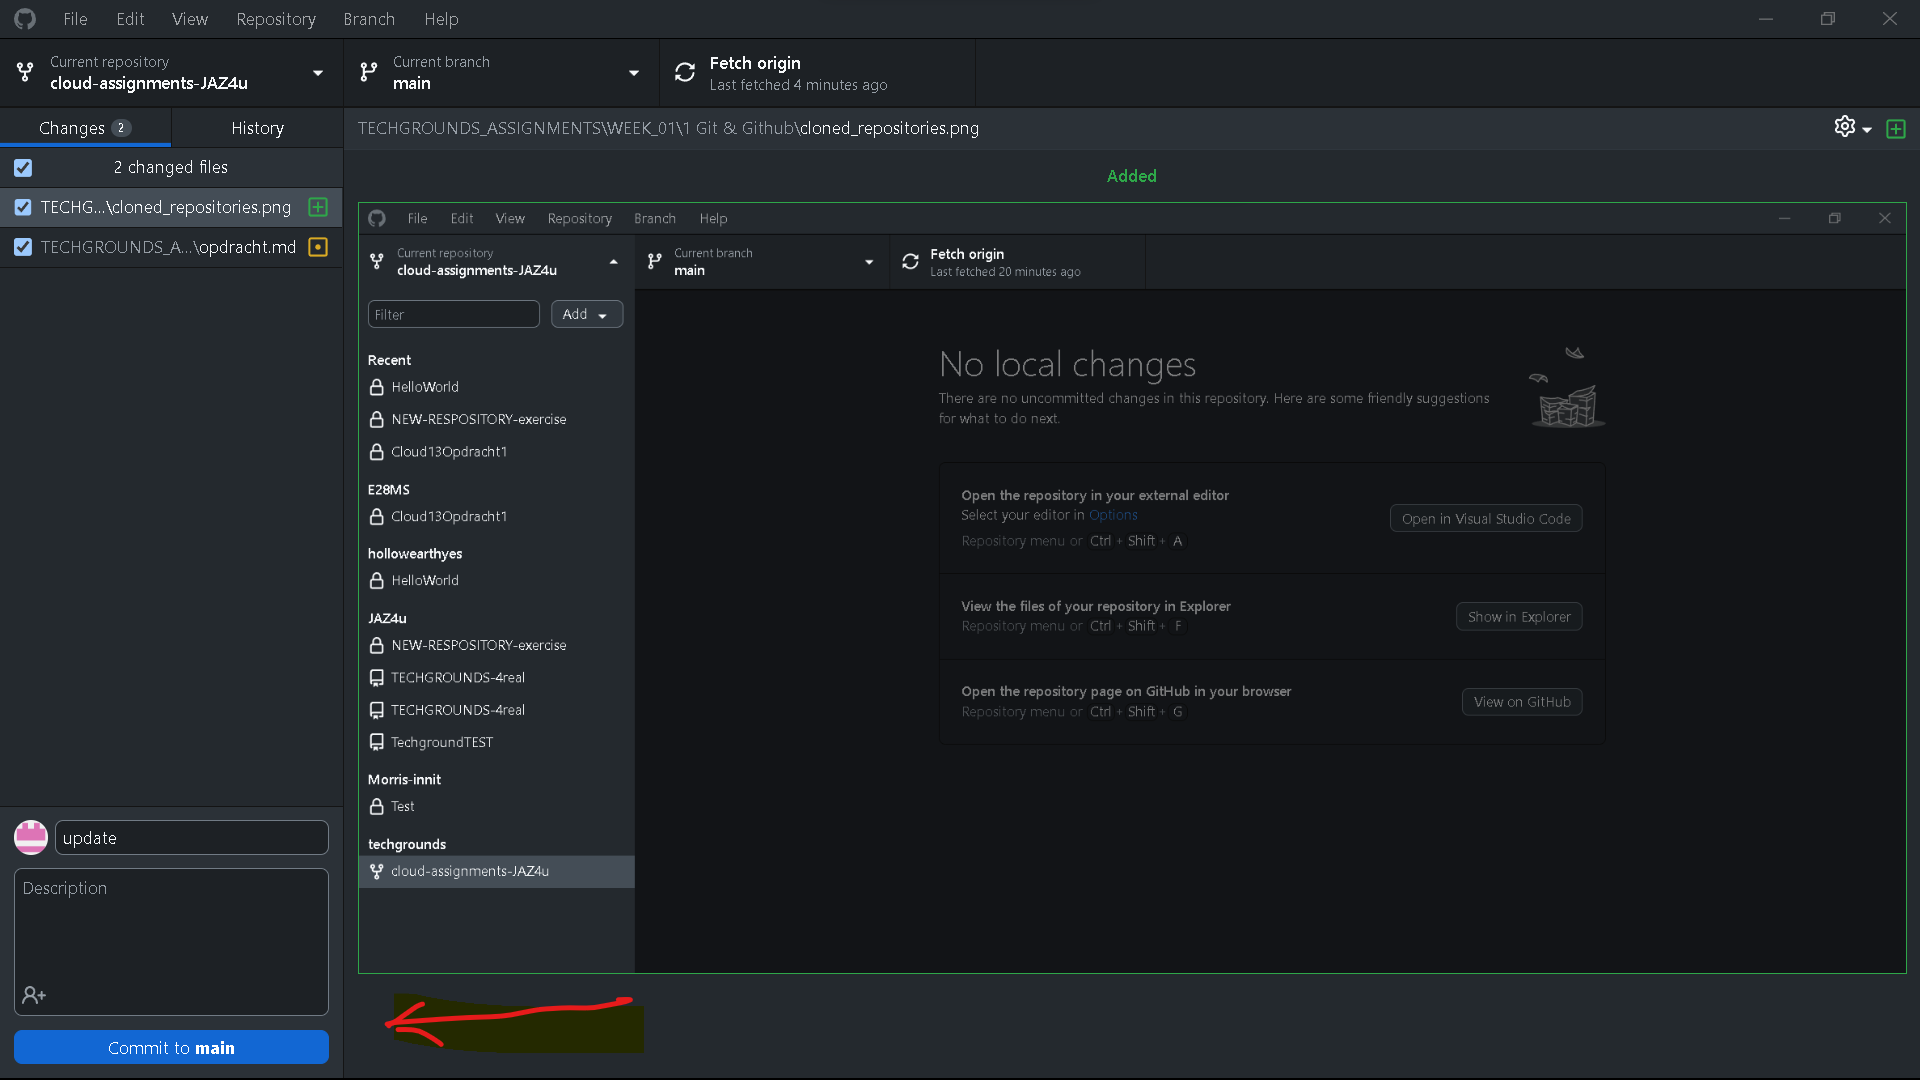 File Edit View Repository Branch Help
Current repository
cloud-assignments-JAZ4u
Current branch
main
Fetch origin
Last fetched 4 minutes ago
Changes 2
History
TECHGROUNDS_ASSIGNMENTS\WEEK_01\1 Git & Github\cloned_repositories.png
2 changed files
TECHG...\cloned_repositories.png
TECHGROUNDS_A...\opdracht.md
Added
File Edit View Repository Branch Help
Current repository
cloud-assignments-JAZ4u
Current branch
main
Fetch origin
Last fetched 20 minutes ago
Filter
Add
Recent
HelloWorld
NEW-RESPOSITORY-exercise
Cloud13Opdracht1
E28MS
Cloud13Opdracht1
hollowearthyes
HelloWorld
JAZ4u
NEW-RESPOSITORY-exercise
TECHGROUNDS-4real
TECHGROUNDS-4real
TechgroundTEST
Morris-innit
Test
techgrounds
cloud-assignments-JAZ4u
No local changes
There are no uncommitted changes in this repository. Here are some friendly suggestions
for what to do next.
Open the repository in your external editor
Select your editor in Options
Repository menu or Ctrl + Shift + A
Open in Visual Studio Code
View the files of your repository in Explorer
Repository menu or Ctrl + Shift + F
Show in Explorer
Open the repository page on GitHub in your browser
Repository menu or Ctrl + Shift + G
View on GitHub
update
Description
Commit to main